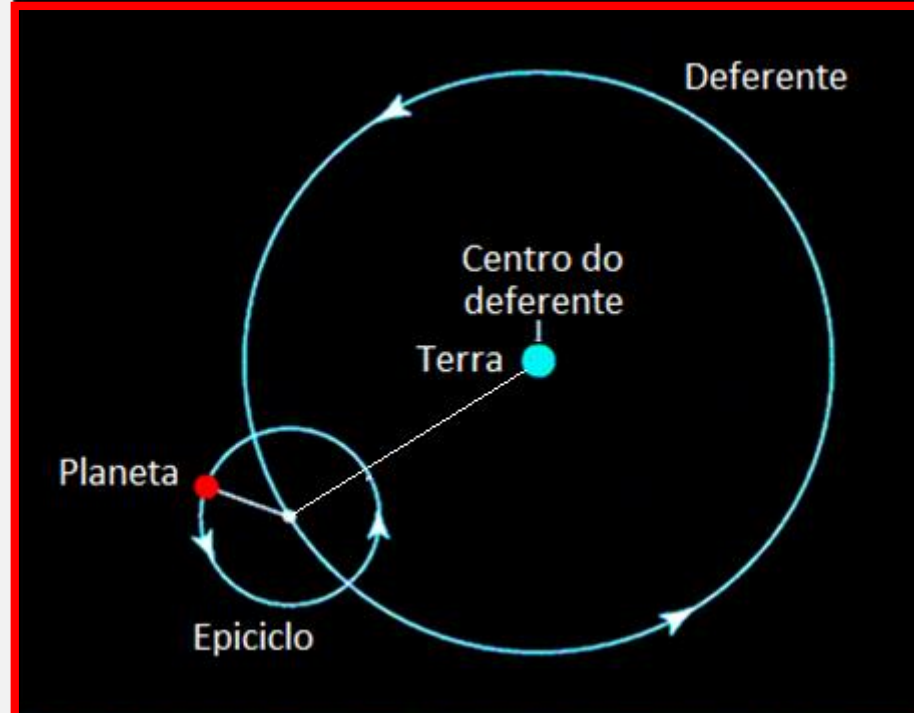 Deferente
Centro do
deferente
Terra
Planeta
Epiciclo